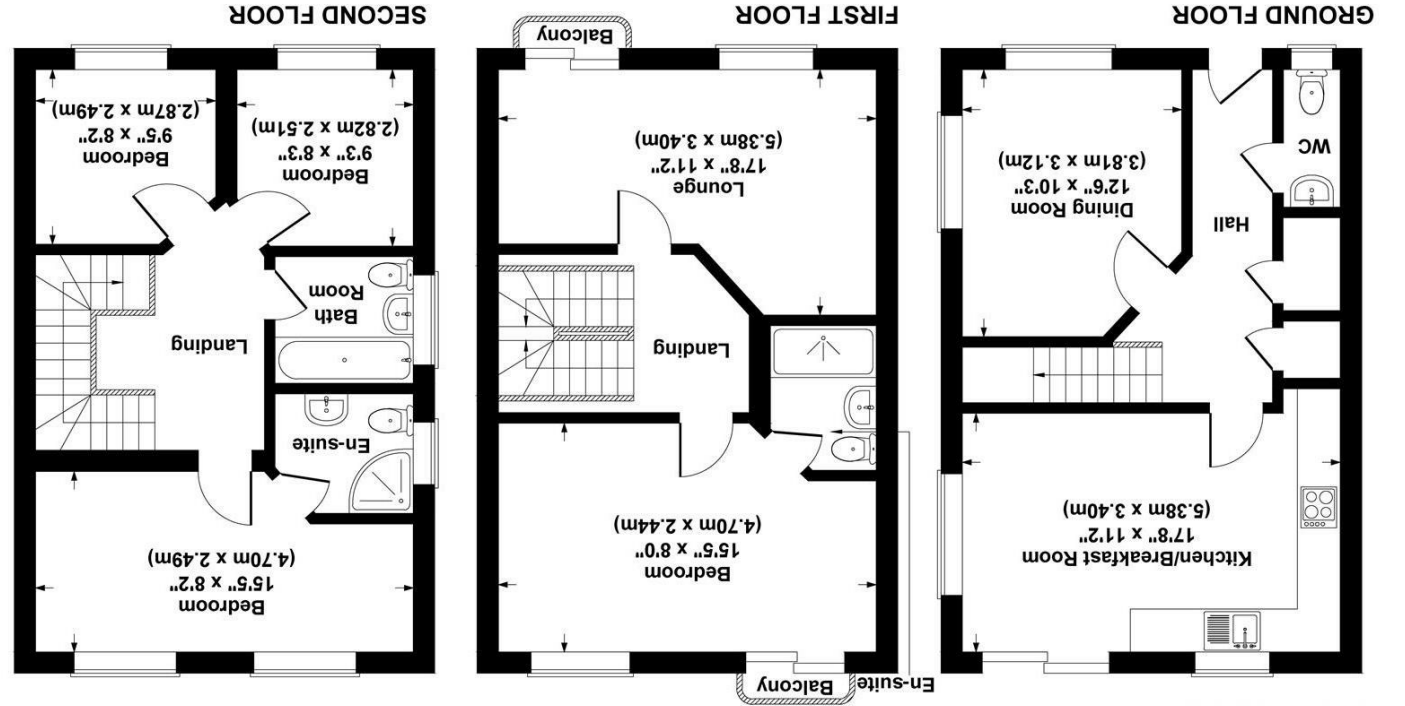 GROUND FLOOR
WC
Hall
Dining Room
12'6" x 10'3"
(3.81m x 3.12m)
Kitchen/Breakfast Room
17'8" x 11'2"
(5.38m x 3.40m)
FIRST FLOOR
Balcony
Lounge
17'8" x 11'2"
(5.38m x 3.40m)
Landing
Bedroom
15'5" x 8'0"
(4.70m x 2.44m)
En-suite
Balcony
SECOND FLOOR
Bedroom
9'3" x 8'3"
(2.82m x 2.51m)
Bedroom
9'5" x 8'2"
(2.87m x 2.49m)
Bath
Room
Landing
En-suite
Bedroom
15'5" x 8'2"
(4.70m x 2.49m)